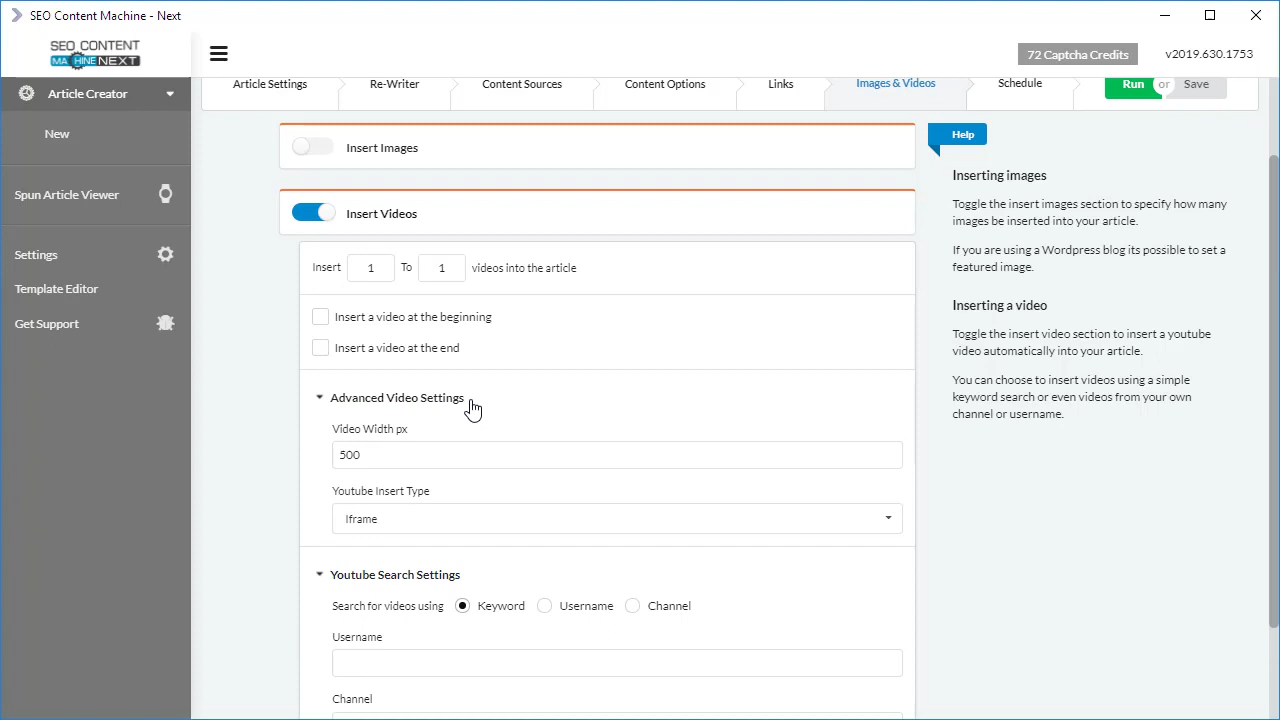 SEO Content Machine - Next
SEO CONTENT
MACHINE NEXT
72 Captcha Credits
v2019.630.1753
Article Creator
New
Spun Article Viewer
Settings
Template Editor
Get Support
Article Settings
Re-Writer
Content Sources
Content Options
Links
Images & Videos
Schedule
Run or Save
Insert Images
Insert Videos
Insert 1 To 1 videos into the article
Insert a video at the beginning
Insert a video at the end
Advanced Video Settings
Video Width px
500
Youtube Insert Type
Iframe
Youtube Search Settings
Search for videos using Keyword Username Channel
Username
Channel
Help
Inserting images
Toggle the insert images section to specify how many
images be inserted into your article.
If you are using a Wordpress blog its possible to set a
featured image.
Inserting a video
Toggle the insert video section to insert a youtube
video automatically into your article.
You can choose to insert videos using a simple
keyword search or even videos from your own
channel or username.